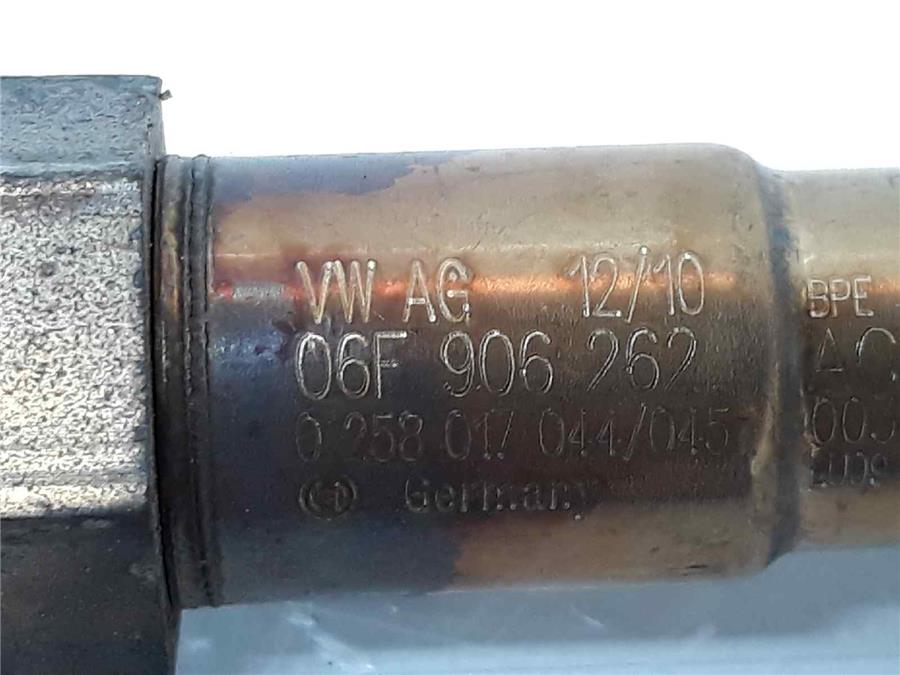 VW AG 12/10
06F 906 262
0 258 017 044/045
Germany
BPE